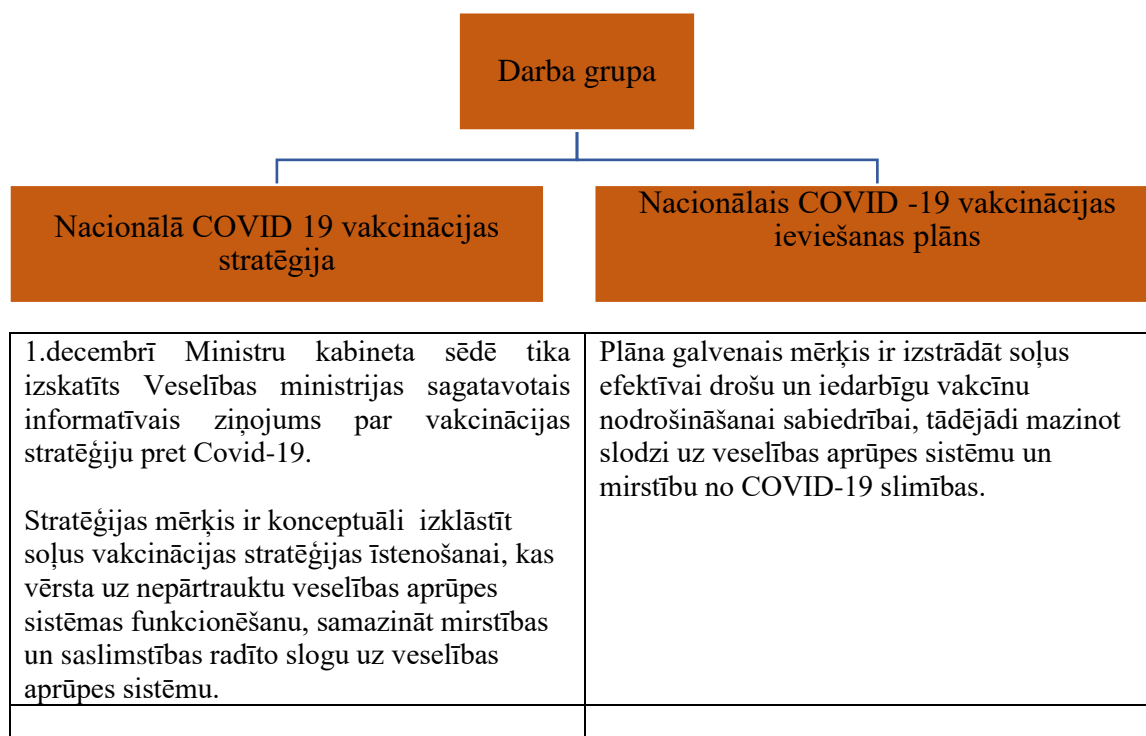 Darba grupa
Nacionālā COVID 19 vakcinācijas
stratēgija
Nacionālais COVID -19 vakcinācijas
ieviešanas plāns
1.decembrī Ministru kabineta sēdē tika
izskatīts Veselības ministrijas sagatavotais
informatīvais ziņojums par vakcinācijas
stratēģiju pret Covid-19.
Stratēģijas mērķis ir konceptuāli izklāstīt
soļus vakcinācijas stratēģijas īstenošanai, kas
vērsta uz nepārtrauktu veselības aprūpes
sistēmas funkcionēšanu, samazināt mirstības
un saslimstības radīto slogu uz veselības
aprūpes sistēmu.
Plāna galvenais mērķis ir izstrādāt soļus
efektīvai drošu un iedarbīgu vakcīnu
nodrošināšanai sabiedrībai, tādējādi mazinot
slodzi uz veselības aprūpes sistēmu un
mirstību no COVID-19 slimības.